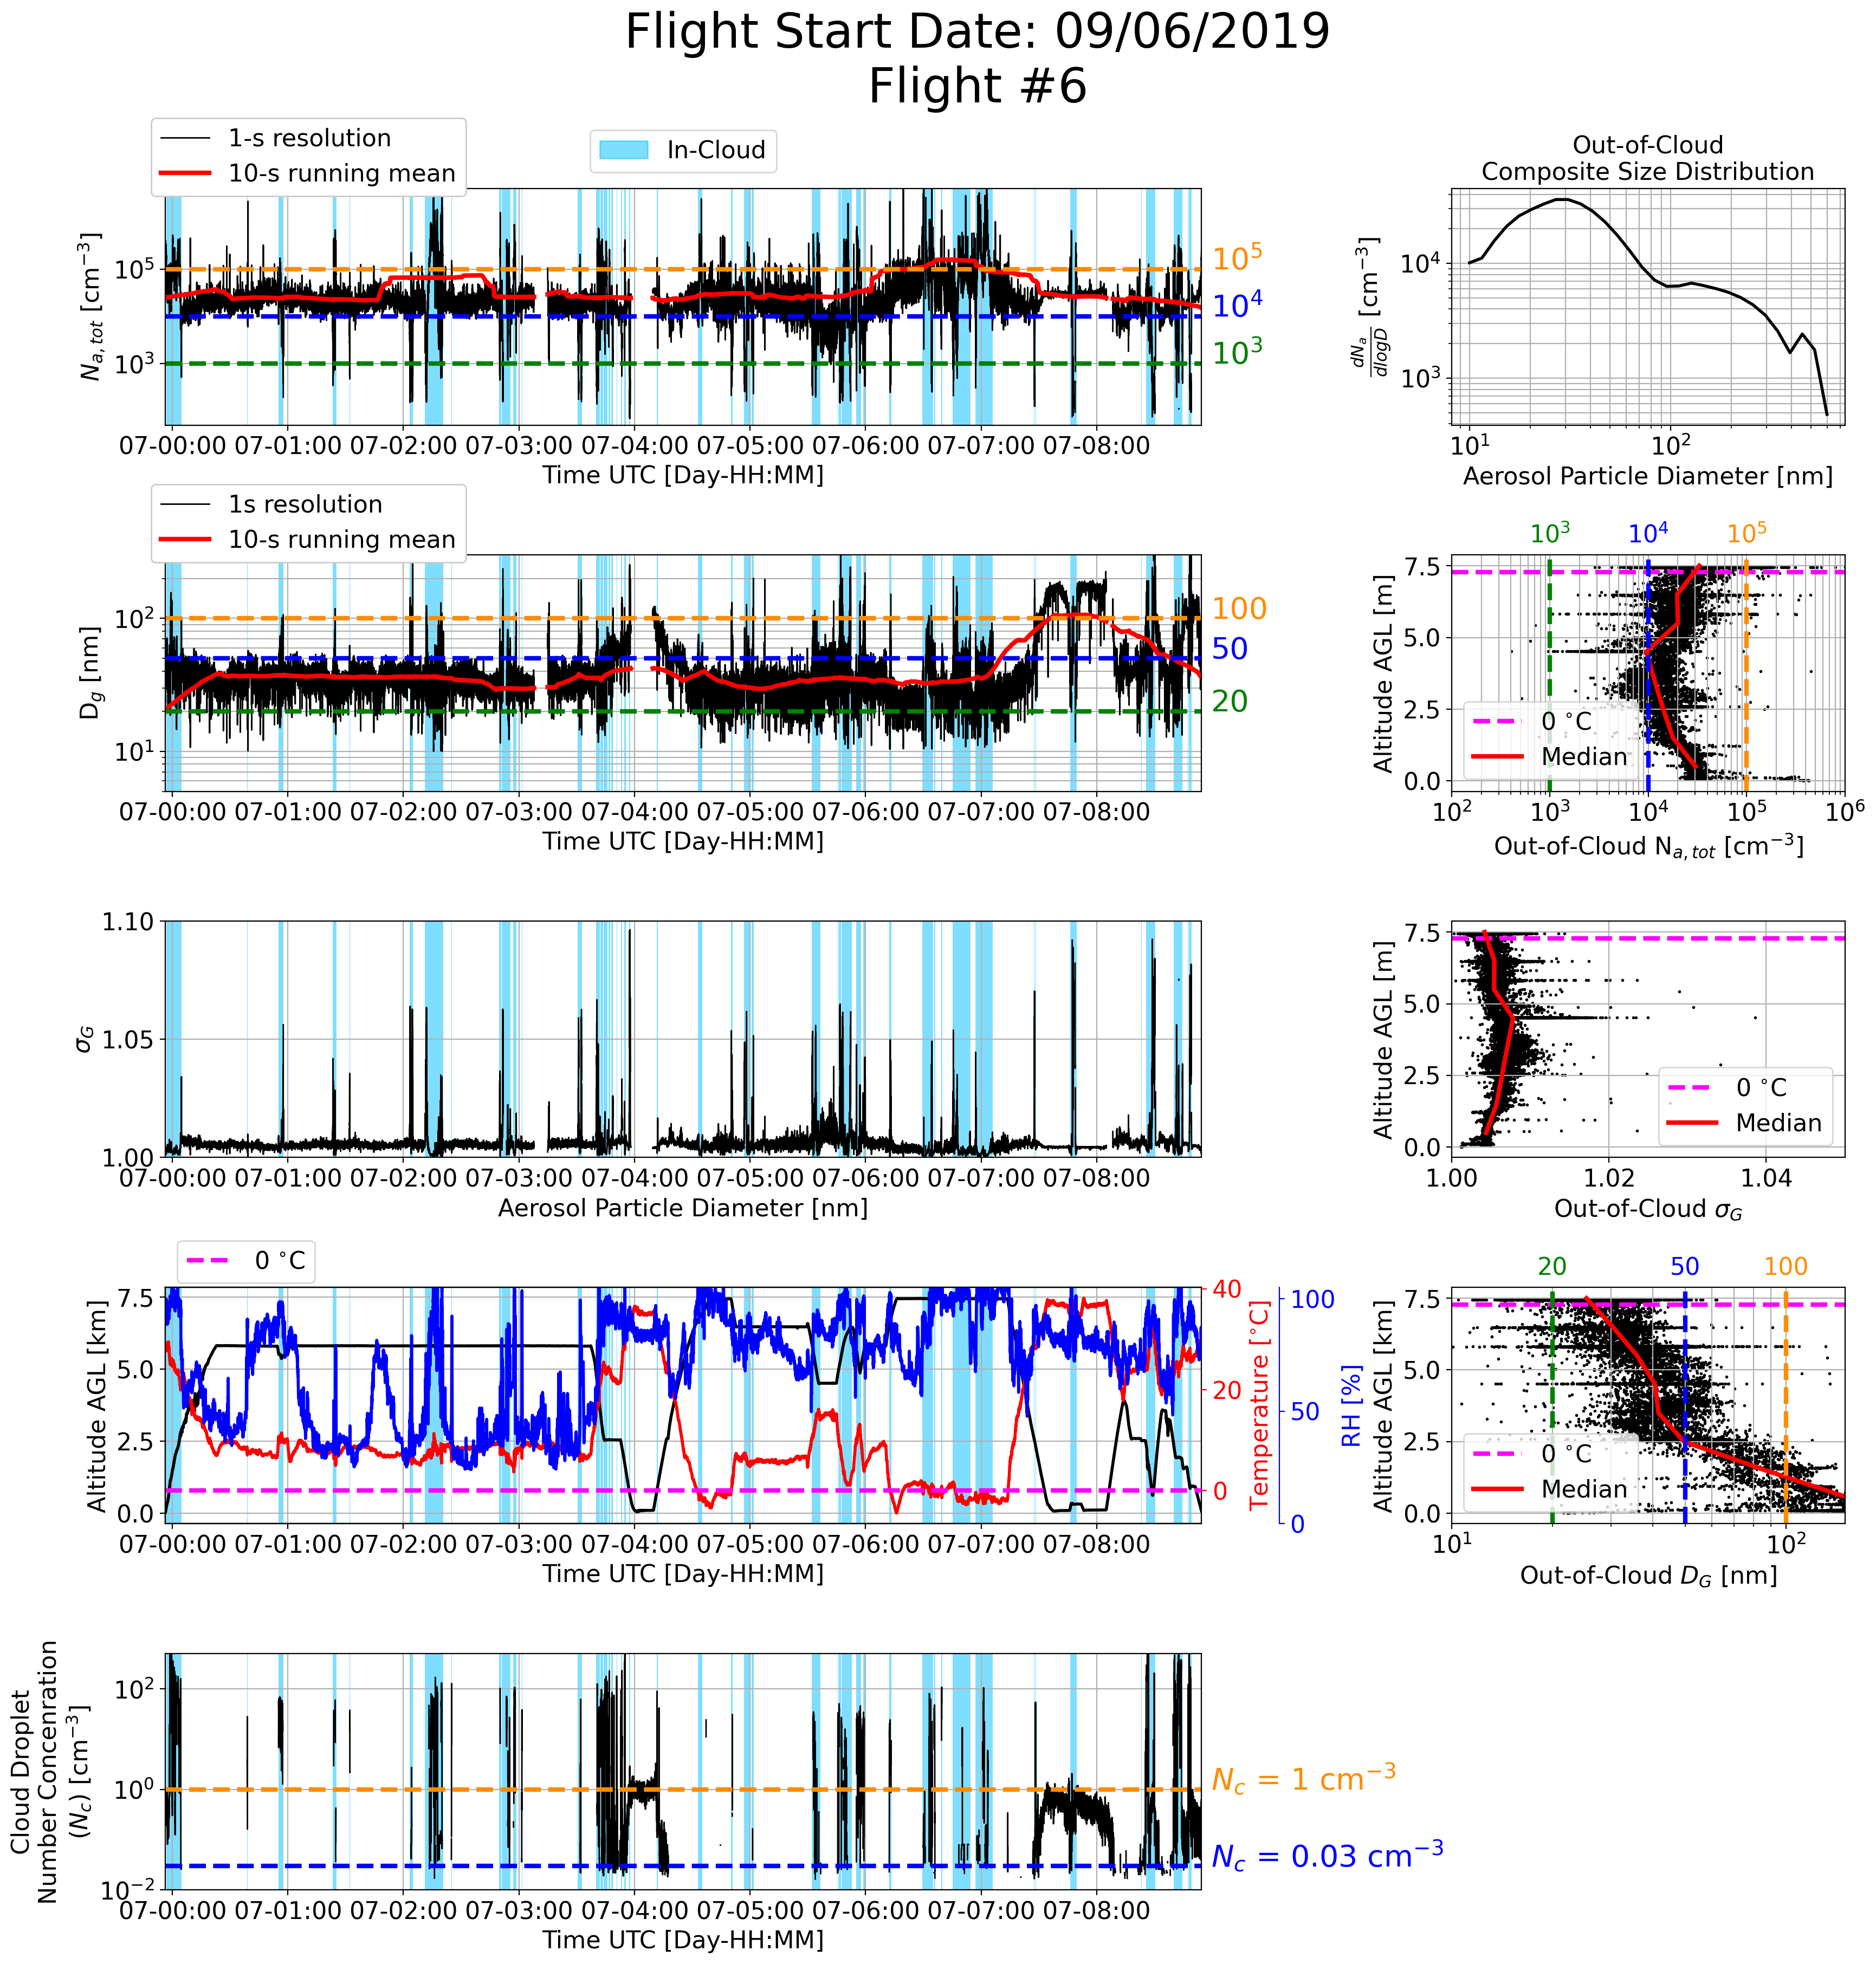 Flight Start Date: 09/06/2019
Flight #6
1-s resolution
10-s running mean
In-Cloud
N_{a,tot} [cm^{-3}]
10^5
10^3
10^5
10^4
10^3
07-00:00 07-01:00 07-02:00 07-03:00 07-04:00 07-05:00 07-06:00 07-07:00 07-08:00
Time UTC [Day-HH:MM]
Out-of-Cloud
Composite Size Distribution
dN_a/dlogD [cm^{-3}]
10^4
10^3
10^1 10^2
Aerosol Particle Diameter [nm]
1s resolution
10-s running mean
D_g [nm]
10^2
10^1
100
50
20
07-00:00 07-01:00 07-02:00 07-03:00 07-04:00 07-05:00 07-06:00 07-07:00 07-08:00
Time UTC [Day-HH:MM]
10^3 10^4 10^5
Altitude AGL [m]
7.5
5.0
2.5
0.0
0 °C
Median
10^2 10^3 10^4 10^5 10^6
Out-of-Cloud N_{a,tot} [cm^{-3}]
σ_G
1.10
1.05
1.00
07-00:00 07-01:00 07-02:00 07-03:00 07-04:00 07-05:00 07-06:00 07-07:00 07-08:00
Aerosol Particle Diameter [nm]
Altitude AGL [m]
7.5
5.0
2.5
0.0
0 °C
Median
1.00 1.02 1.04
Out-of-Cloud σ_G
0 °C
Altitude AGL [km]
7.5
5.0
2.5
0.0
40
20
0
Temperature [°C]
100
50
0
RH [%]
07-00:00 07-01:00 07-02:00 07-03:00 07-04:00 07-05:00 07-06:00 07-07:00 07-08:00
Time UTC [Day-HH:MM]
20 50 100
Altitude AGL [km]
7.5
5.0
2.5
0.0
0 °C
Median
10^1 10^2
Out-of-Cloud D_G [nm]
Cloud Droplet
Number Concenration
(N_c) [cm^{-3}]
10^2
10^0
10^{-2}
N_c = 1 cm^{-3}
N_c = 0.03 cm^{-3}
07-00:00 07-01:00 07-02:00 07-03:00 07-04:00 07-05:00 07-06:00 07-07:00 07-08:00
Time UTC [Day-HH:MM]